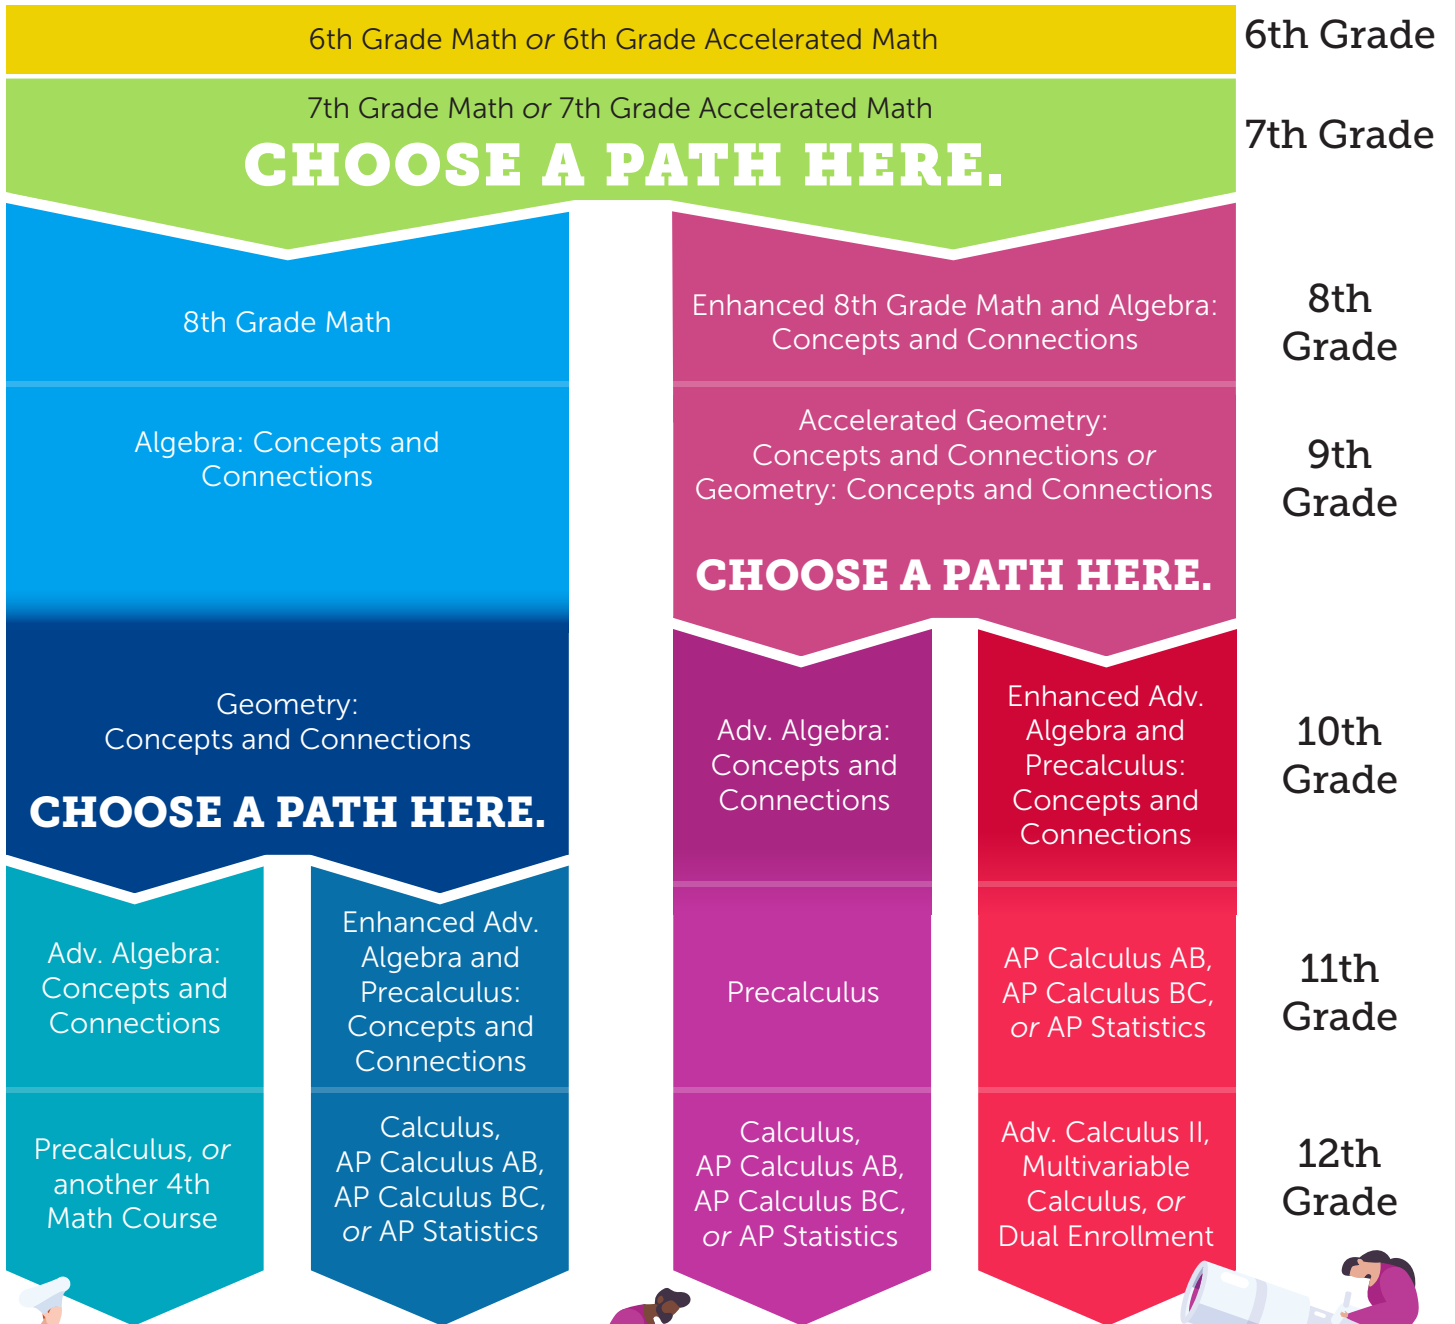 6th Grade Math or 6th Grade Accelerated Math
6th Grade
7th Grade Math or 7th Grade Accelerated Math
CHOOSE A PATH HERE.
7th Grade
8th Grade Math
Enhanced 8th Grade Math and Algebra:
Concepts and Connections
8th
Grade
Algebra: Concepts and
Connections
Accelerated Geometry:
Concepts and Connections or
Geometry: Concepts and Connections
CHOOSE A PATH HERE.
9th
Grade
Geometry:
Concepts and Connections
CHOOSE A PATH HERE.
Adv. Algebra:
Concepts and
Connections
Enhanced Adv.
Algebra and
Precalculus:
Concepts and
Connections
10th
Grade
Adv. Algebra:
Concepts and
Connections
Enhanced Adv.
Algebra and
Precalculus:
Concepts and
Connections
Precalculus
AP Calculus AB,
AP Calculus BC,
or AP Statistics
11th
Grade
Precalculus, or
another 4th
Math Course
Calculus,
AP Calculus AB,
AP Calculus BC,
or AP Statistics
Calculus,
AP Calculus AB,
AP Calculus BC,
or AP Statistics
Adv. Calculus II,
Multivariable
Calculus, or
Dual Enrollment
12th
Grade